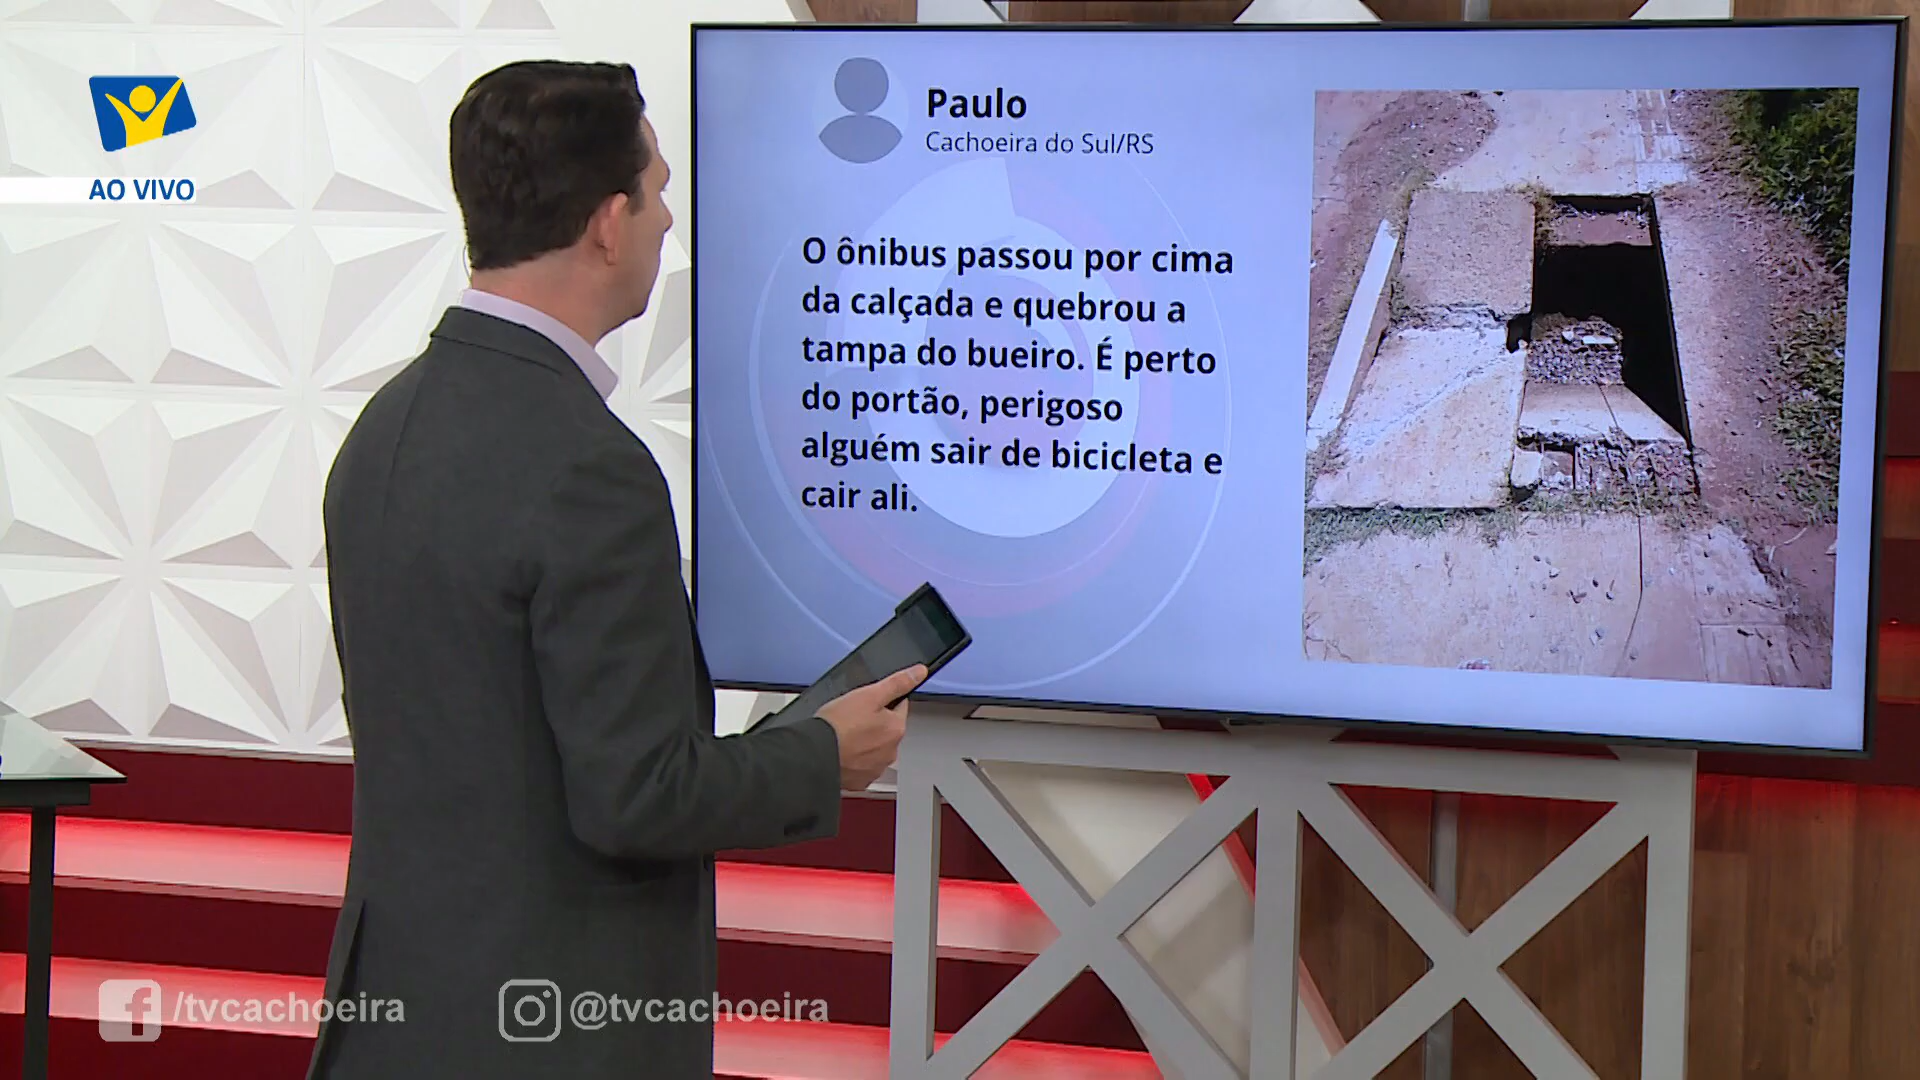 AO VIVO
Paulo
Cachoeira do Sul/RS
O ônibus passou por cima
da calçada e quebrou a
tampa do bueiro. É perto
do portão, perigoso
alguém sair de bicicleta e
cair ali.
/tvcachoeira
@tvcachoeira